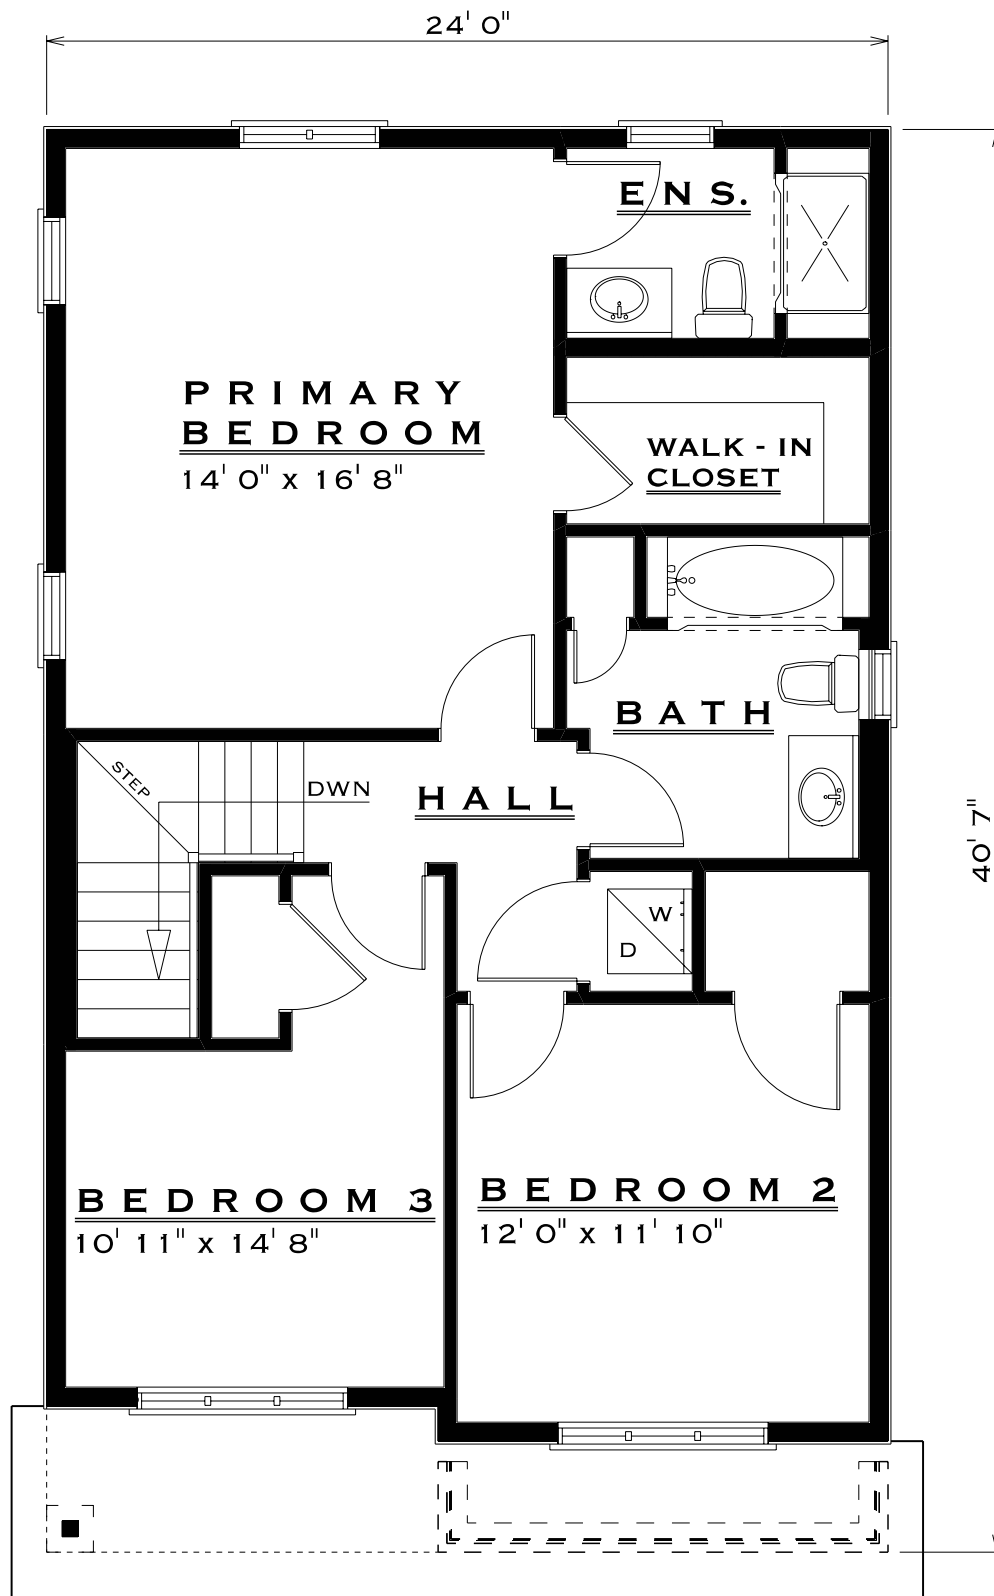 24' 0"
ENS.
PRIMARY
BEDROOM
14' 0" x 16' 8"
WALK - IN
CLOSET
BATH
STEP
DWN
HALL
40' 7"
W
D
BEDROOM 3
10' 11" x 14' 8"
BEDROOM 2
12' 0" x 11' 10"